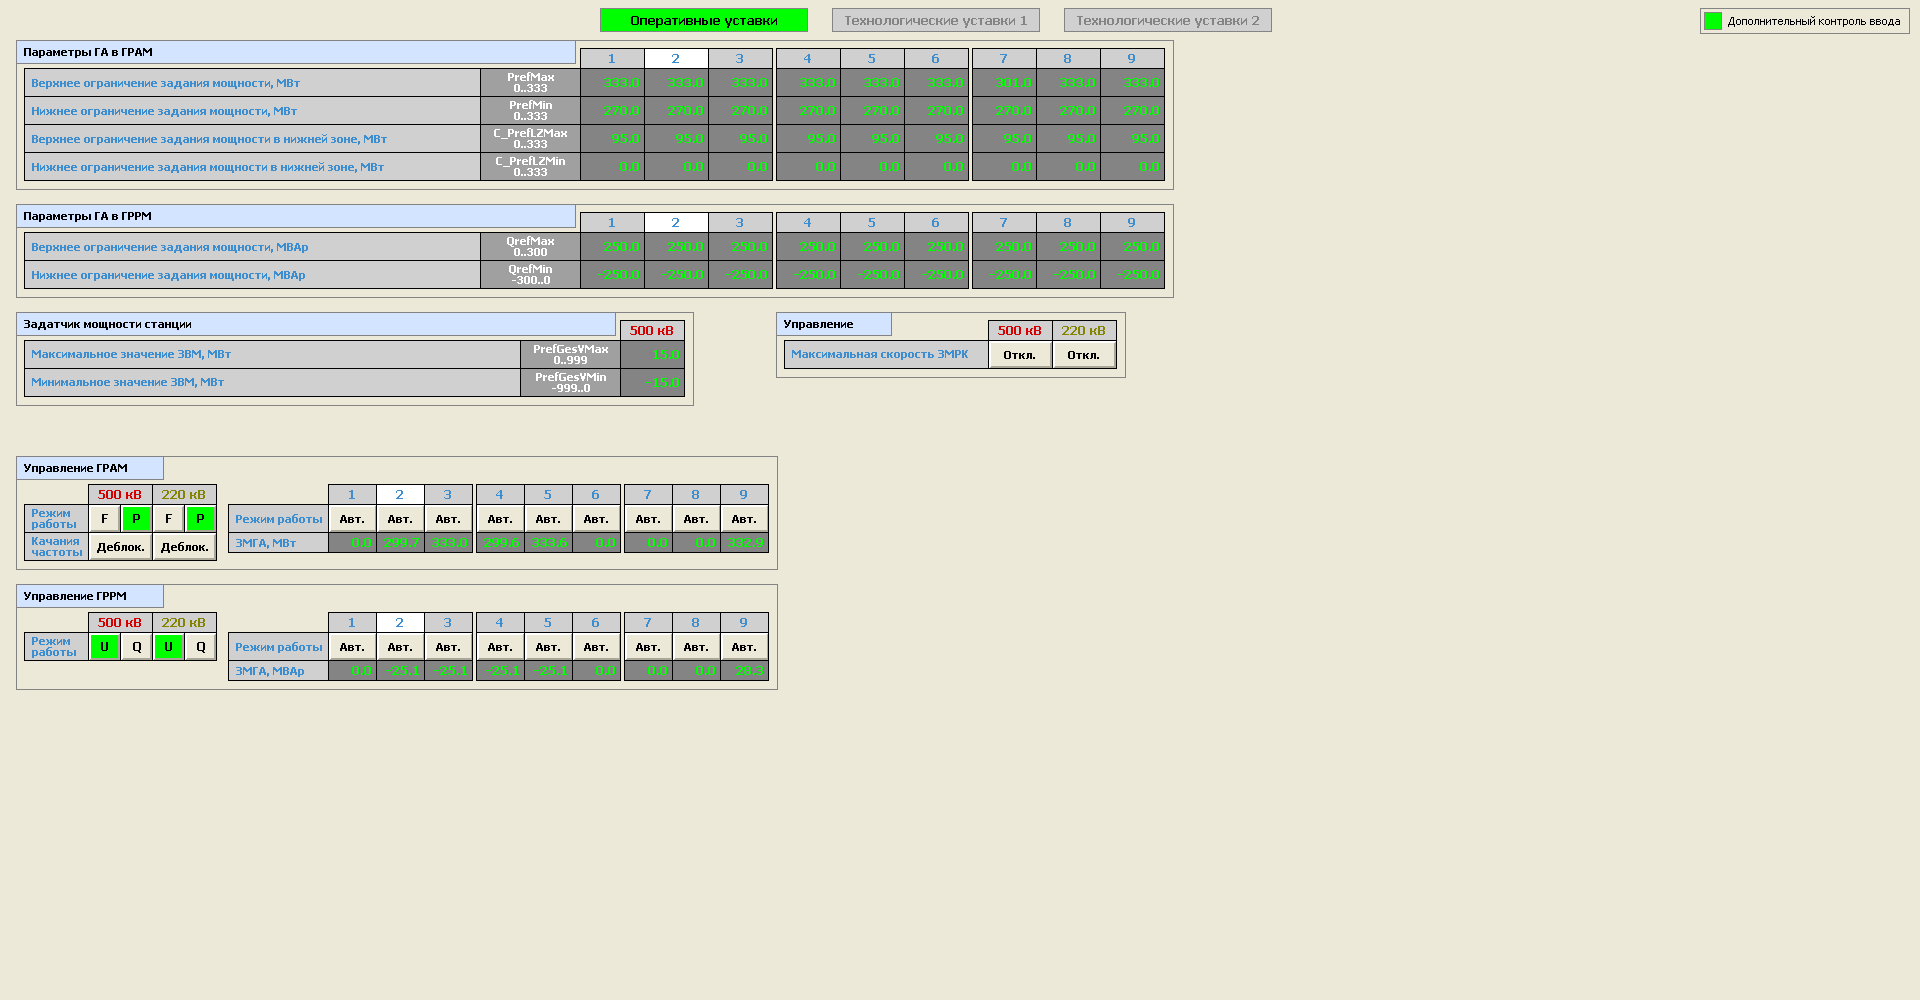 Оперативные уставки Технологические уставки 1 Технологические уставки 2 Дополнительный контроль ввода
Параметры ГА в ГРАМ
1 2 3 4 5 6 7 8 9
Верхнее ограничение задания мощности, МВт PrefMax 0..333 333.0 333.0 333.0 333.0 333.0 333.0 301.0 333.0 333.0
Нижнее ограничение задания мощности, МВт PrefMin 0..333 270.0 270.0 270.0 270.0 270.0 270.0 270.0 270.0 270.0
Верхнее ограничение задания мощности в нижней зоне, МВт C_PrefLZMax 0..333 95.0 95.0 95.0 95.0 95.0 95.0 95.0 95.0 95.0
Нижнее ограничение задания мощности в нижней зоне, МВт C_PrefLZMin 0..333 0.0 0.0 0.0 0.0 0.0 0.0 0.0 0.0 0.0
Параметры ГА в ГРРМ
1 2 3 4 5 6 7 8 9
Верхнее ограничение задания мощности, МВАр QrefMax 0..300 250.0 250.0 250.0 250.0 250.0 250.0 250.0 250.0 250.0
Нижнее ограничение задания мощности, МВАр QrefMin -300..0 -250.0 -250.0 -250.0 -250.0 -250.0 -250.0 -250.0 -250.0 -250.0
Задатчик мощности станции
500 кВ
Максимальное значение ЗВМ, МВт PrefGesVMax 0..999 15.0
Минимальное значение ЗВМ, МВт PrefGesVMin -999..0 -15.0
Управление
500 кВ 220 кВ
Максимальная скорость ЗМРК Откл. Откл.
Управление ГРАМ
500 кВ 220 кВ
Режим работы F P F P
Качания частоты Деблок. Деблок.
1 2 3 4 5 6 7 8 9
Режим работы Авт. Авт. Авт. Авт. Авт. Авт. Авт. Авт. Авт.
ЗМГА, МВт 0.0 299.7 333.0 299.6 333.6 0.0 0.0 0.0 332.9
Управление ГРРМ
500 кВ 220 кВ
Режим работы U Q U Q
1 2 3 4 5 6 7 8 9
Режим работы Авт. Авт. Авт. Авт. Авт. Авт. Авт. Авт. Авт.
ЗМГА, МВАр 0.0 -25.1 -25.1 -25.1 -25.1 0.0 0.0 0.0 28.3